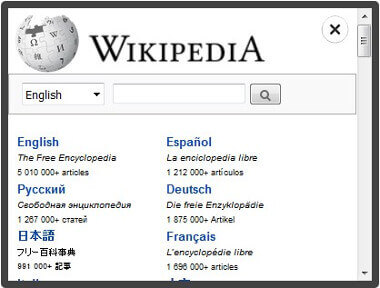 WIKIPEDIA
English
English
The Free Encyclopedia
5 010 000+ articles
Español
La enciclopedia libre
1 212 000+ artículos
Русский
Свободная энциклопедия
1 267 000+ статей
Deutsch
Die freie Enzyklopädie
1 875 000+ Artikel
日本語
フリー百科事典
991 000+ 記事
Français
L'encyclopédie libre
1 696 000+ articles